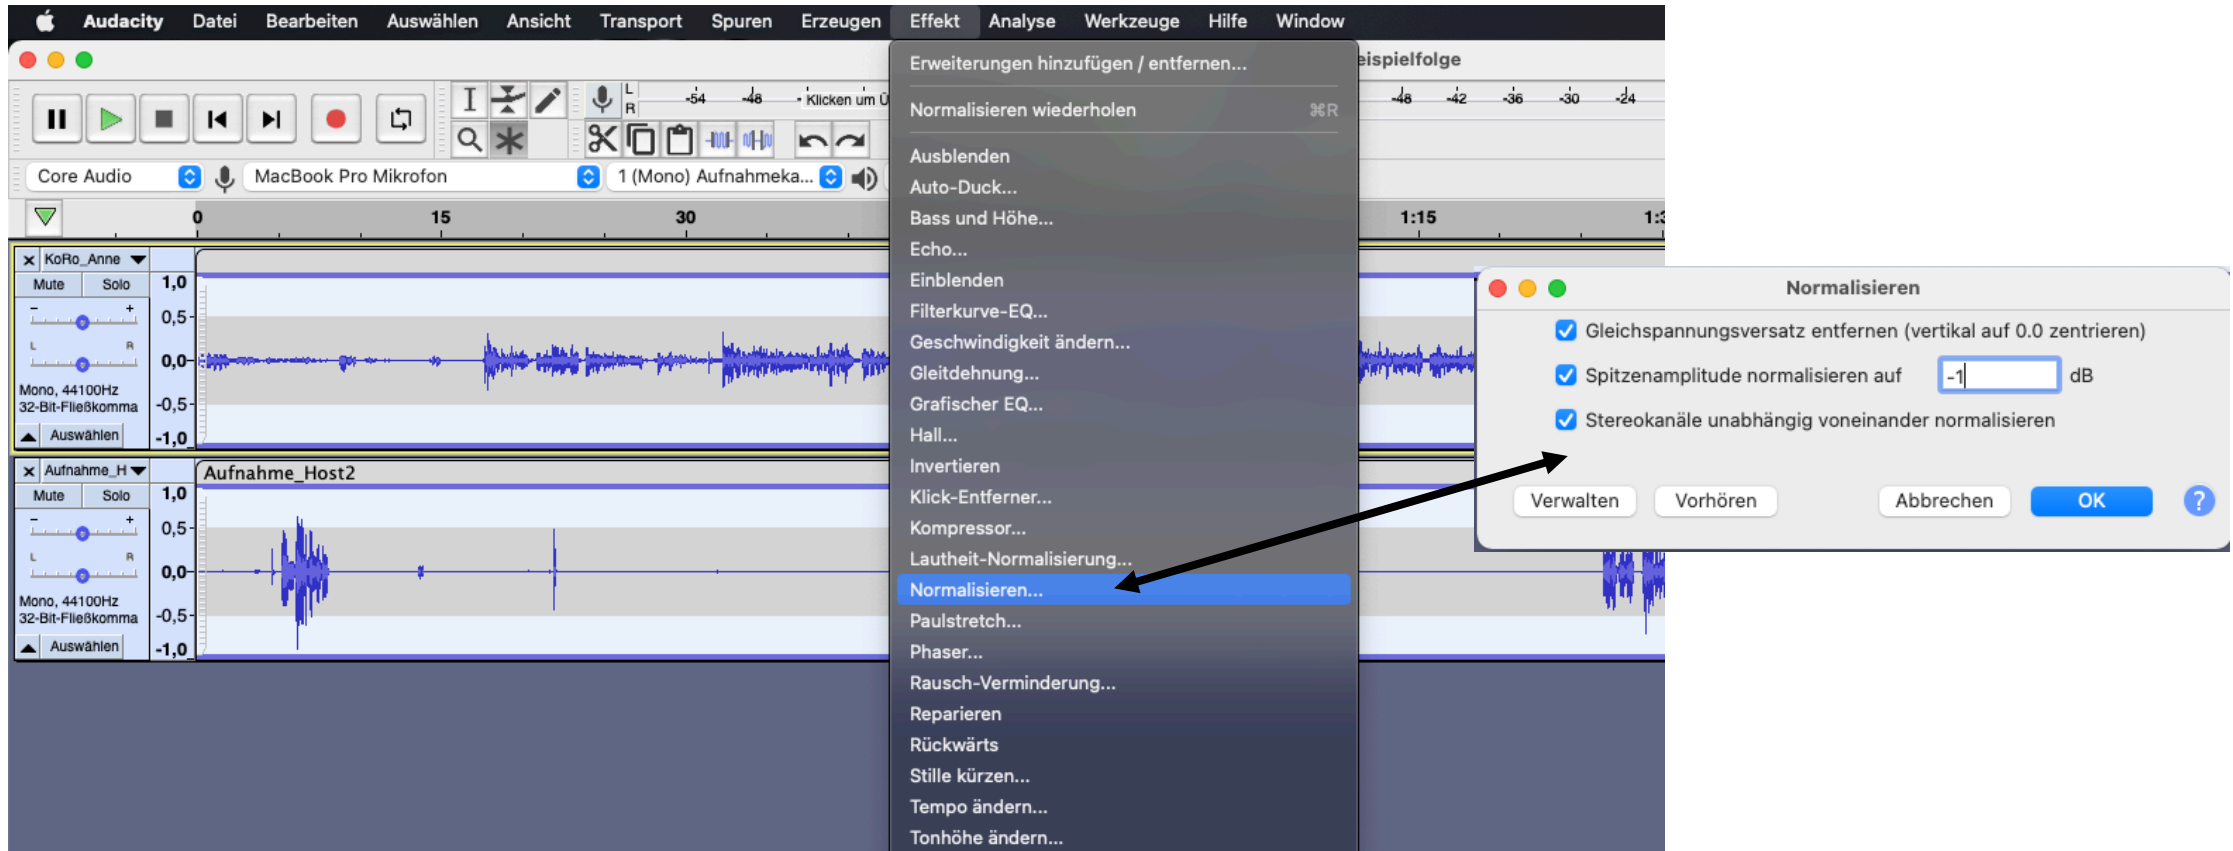 Audacity Datei Bearbeiten Auswählen Ansicht Transport Spuren Erzeugen Effekt Analyse Werkzeuge Hilfe Window
eispielfolge
L
R
-54 -48 - Klicken um Ü
-48 -42 -36 -30 -24
Core Audio
MacBook Pro Mikrofon
1 (Mono) Aufnahmeka...
0 15 30 1:15 1:3
× KoRo_Anne
Mute Solo
- +
L R
Mono, 44100Hz
32-Bit-Fließkomma
Auswählen
1,0
0,5
0,0
-0,5
-1,0
× Aufnahme_H
Mute Solo
- +
L R
Mono, 44100Hz
32-Bit-Fließkomma
Auswählen
1,0
0,5
0,0
-0,5
-1,0
Aufnahme_Host2
Erweiterungen hinzufügen / entfernen...
Normalisieren wiederholen ⌘R
Ausblenden
Auto-Duck...
Bass und Höhe...
Echo...
Einblenden
Filterkurve-EQ...
Geschwindigkeit ändern...
Gleitdehnung...
Grafischer EQ...
Hall...
Invertieren
Klick-Entferner...
Kompressor...
Lautheit-Normalisierung...
Normalisieren...
Paulstretch...
Phaser...
Rausch-Verminderung...
Reparieren
Rückwärts
Stille kürzen...
Tempo ändern...
Tonhöhe ändern...
Normalisieren
Gleichspannungsversatz entfernen (vertikal auf 0.0 zentrieren)
Spitzenamplitude normalisieren auf -1 dB
Stereokanäle unabhängig voneinander normalisieren
Verwalten Vorhören Abbrechen OK ?